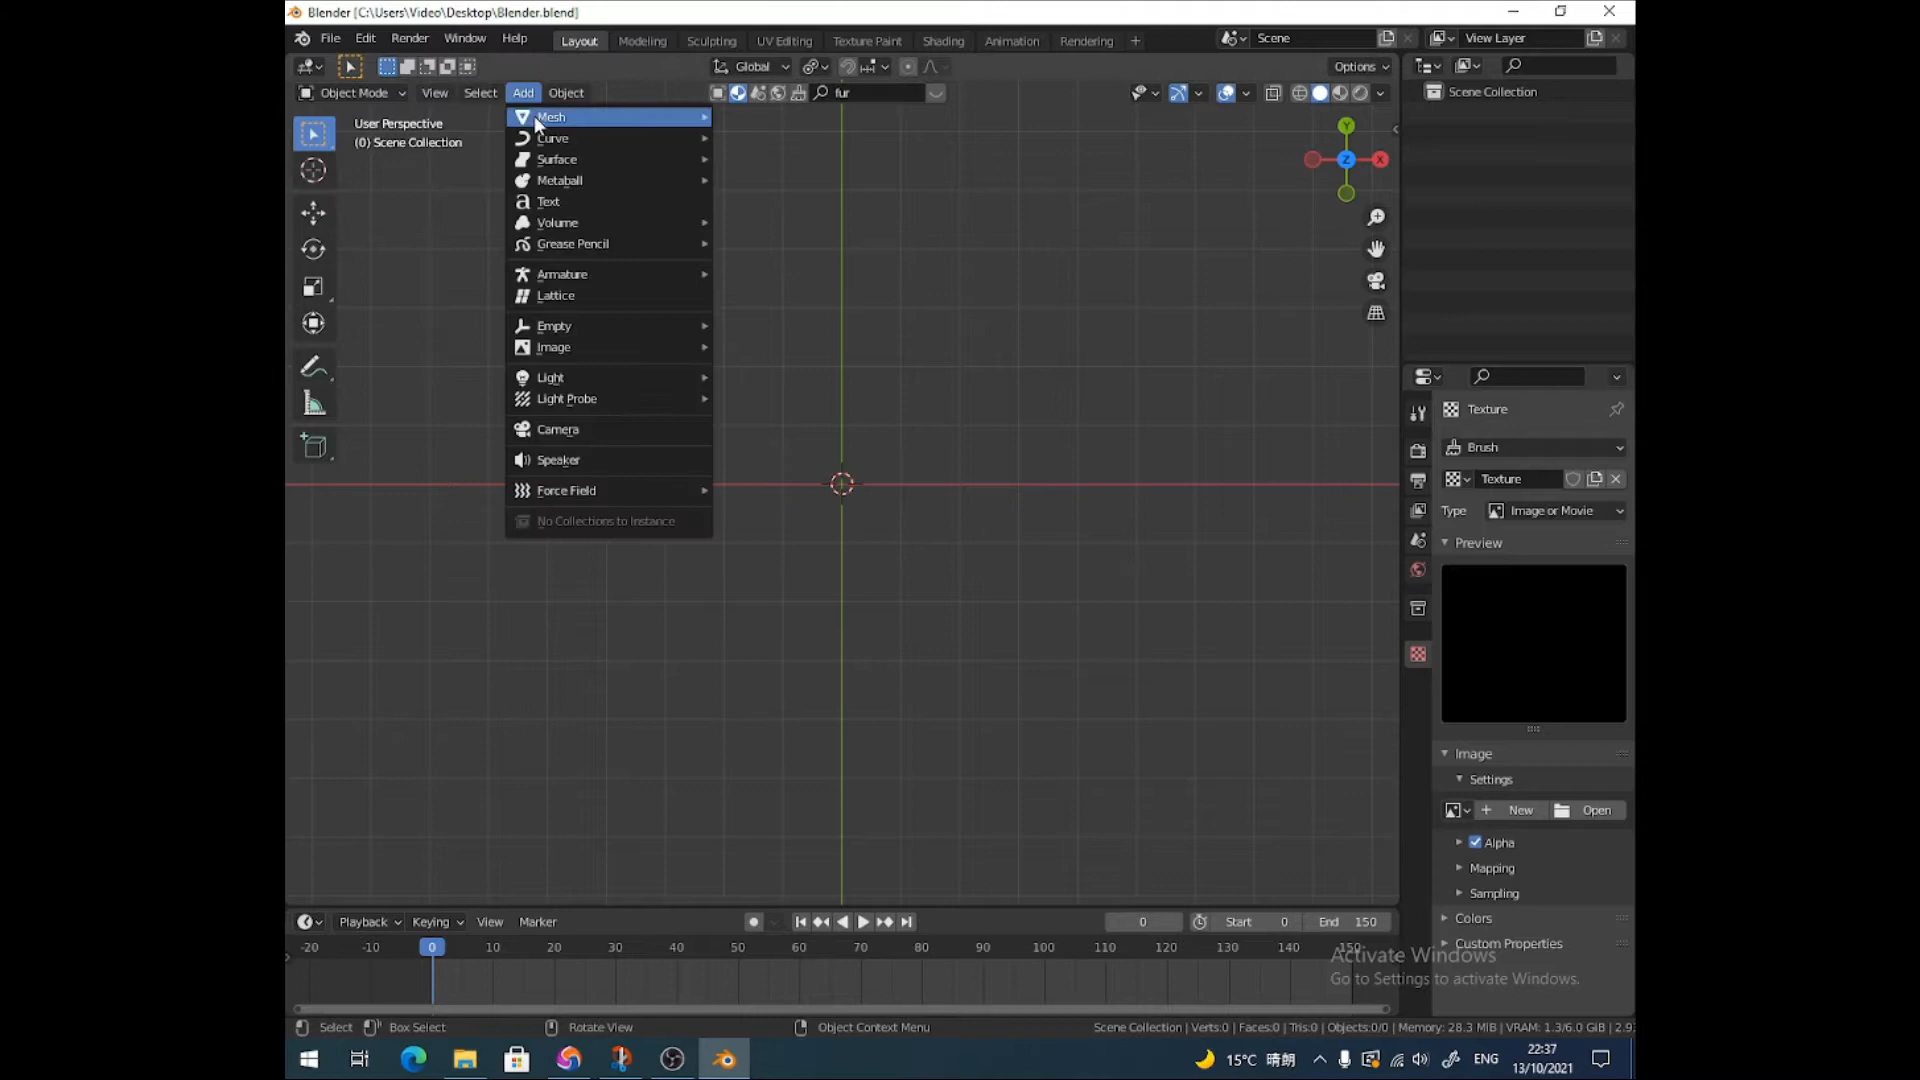 Blender [C:\Users\Video\Desktop\Blender.blend]
File Edit Render Window Help Layout Modeling Sculpting UV Editing Texture Paint Shading Animation Rendering + Scene View Layer
Global Options
Object Mode View Select Add Object fur Scene Collection
User Perspective
(0) Scene Collection
Mesh
Curve
Surface
Metaball
Text
Volume
Grease Pencil
Armature
Lattice
Empty
Image
Light
Light Probe
Camera
Speaker
Force Field
No Collections to Instance
Y
Z X
Texture
Brush
Texture
Type Image or Movie
Preview
Image
Settings
+ New Open
Alpha
Mapping
Sampling
Colors
Custom Properties
Playback Keying View Marker 0 Start 0 End 150
-20 -10 0 10 20 30 40 50 60 70 80 90 100 110 120 130 140 150
Activate Windows
Go to Settings to activate Windows.
Select Box Select Rotate View Object Context Menu Scene Collection | Verts:0 | Faces:0 | Tris:0 | Objects:0/0 | Memory: 28.3 MiB | VRAM: 1.3/6.0 GiB | 2.9
15°C 晴朗 ENG 22:37
13/10/2021